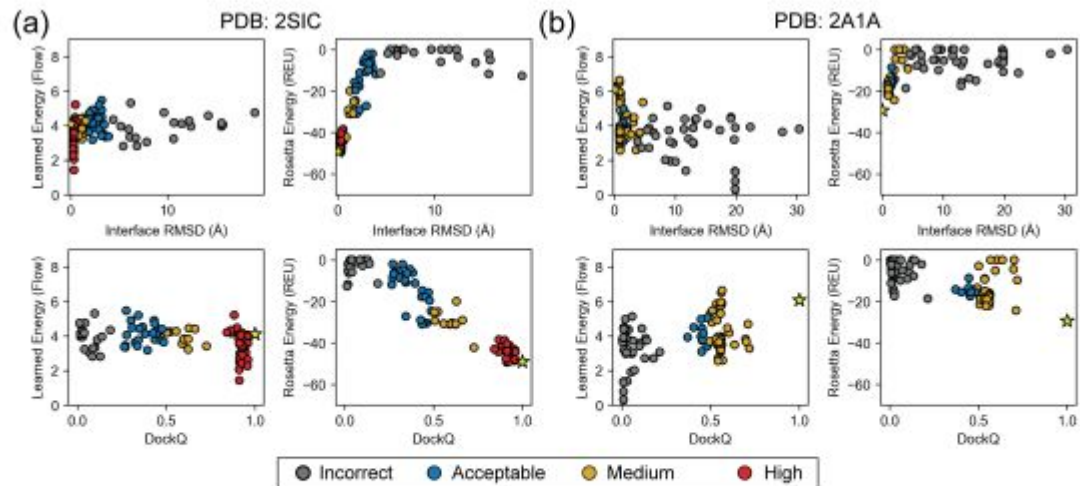 (a) PDB: 2SIC
(b) PDB: 2A1A
Learned Energy (Flow)
8
6
4
2
0
0 10
Interface RMSD (Å)
Rosetta Energy (REU)
0
−20
−40
−60
0 10
Interface RMSD (Å)
Learned Energy (Flow)
8
6
4
2
0
0 10 20 30
Interface RMSD (Å)
Rosetta Energy (REU)
0
−20
−40
−60
0 10 20 30
Interface RMSD (Å)
Learned Energy (Flow)
8
6
4
2
0
0.0 0.5 1.0
DockQ
Rosetta Energy (REU)
0
−20
−40
−60
0.0 0.5 1.0
DockQ
Learned Energy (Flow)
8
6
4
2
0
0.0 0.5 1.0
DockQ
Rosetta Energy (REU)
0
−20
−40
−60
0.0 0.5 1.0
DockQ
Incorrect Acceptable Medium High